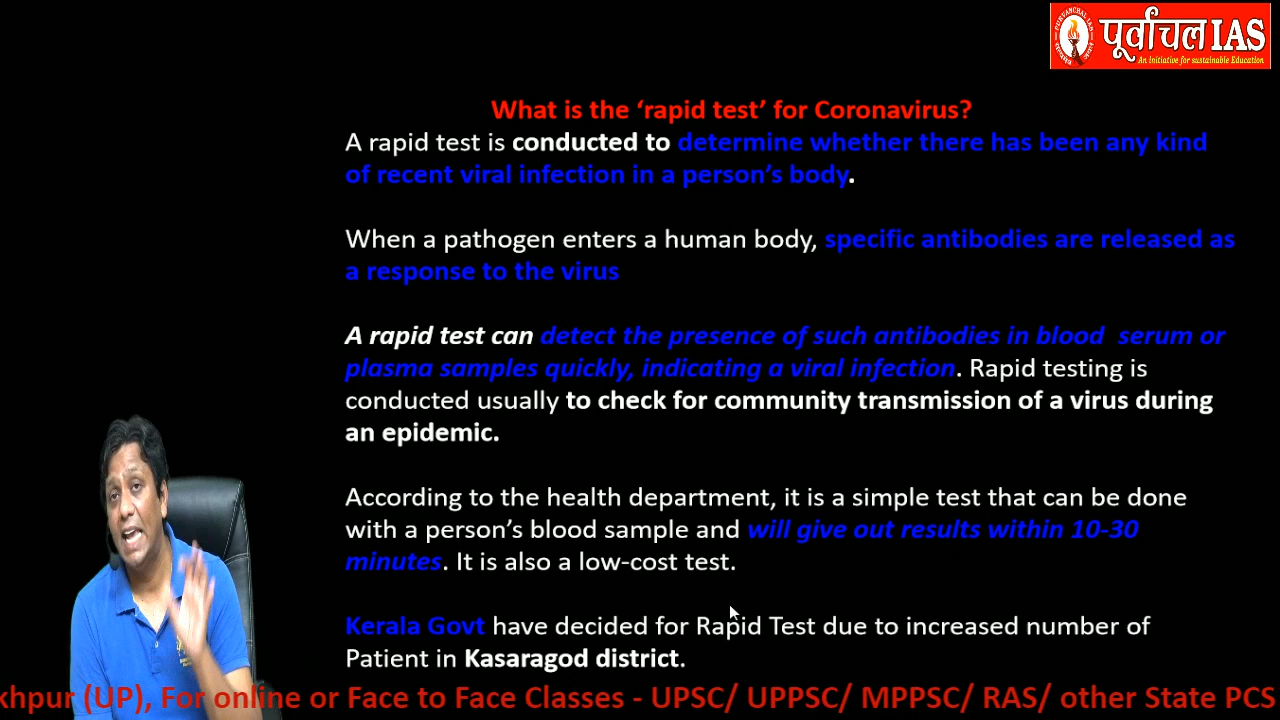 पूर्वांचल IAS
An Initiative for sustainable Education
What is the ‘rapid test’ for Coronavirus?
A rapid test is conducted to determine whether there has been any kind
of recent viral infection in a person’s body.
When a pathogen enters a human body, specific antibodies are released as
a response to the virus
A rapid test can detect the presence of such antibodies in blood serum or
plasma samples quickly, indicating a viral infection. Rapid testing is
conducted usually to check for community transmission of a virus during
an epidemic.
According to the health department, it is a simple test that can be done
with a person’s blood sample and will give out results within 10-30
minutes. It is also a low-cost test.
Kerala Govt have decided for Rapid Test due to increased number of
Patient in Kasaragod district.
khpur (UP), For online or Face to Face Classes - UPSC/ UPPSC/ MPPSC/ RAS/ other State PCS